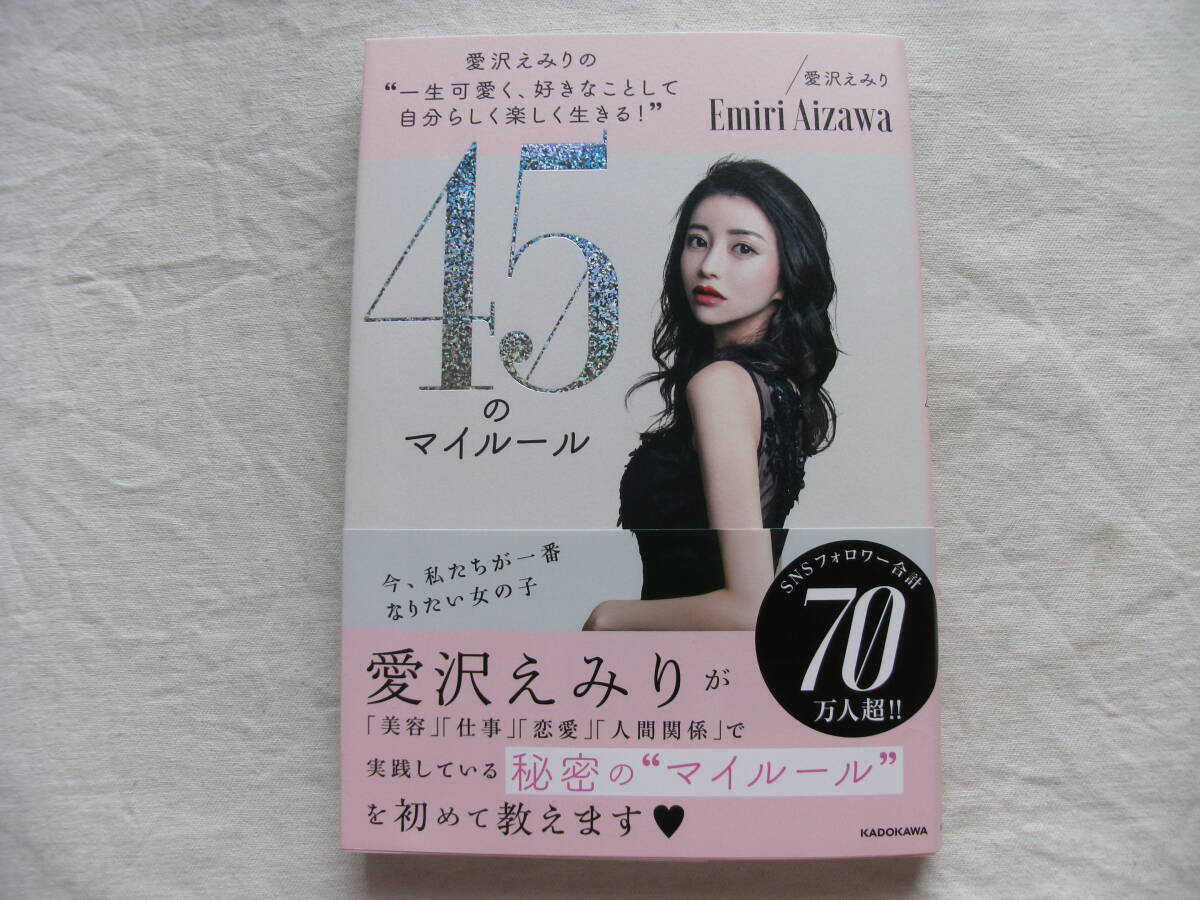 愛沢えみりの
“一生可愛く、好きなことして
自分らしく楽しく生きる!”
愛沢えみり
Emiri Aizawa
45
の
マイルール
今、私たちが一番
なりたい女の子
SNSフォロワー合計
70
万人超!!
愛沢えみりが
「美容」「仕事」「恋愛」「人間関係」で
実践している秘密の“マイルール”
を初めて教えます♥
KADOKAWA